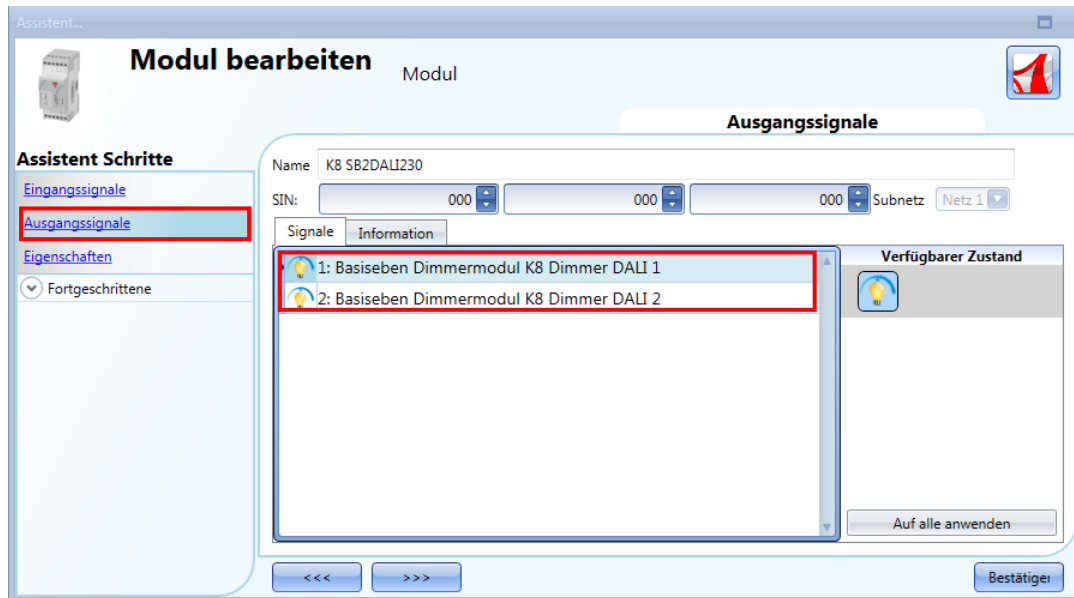 Assistent...
Modul bearbeiten Modul
Ausgangssignale
Assistent Schritte
Eingangssignale
Ausgangssignale
Eigenschaften
Fortgeschrittene
Name K8 SB2DALI230
SIN: 000 000 000 Subnetz Netz 1
Signale Information
1: Basiseben Dimmermodul K8 Dimmer DALI 1
2: Basiseben Dimmermodul K8 Dimmer DALI 2
Verfügbarer Zustand
Auf alle anwenden
<<< >>> Bestätiger